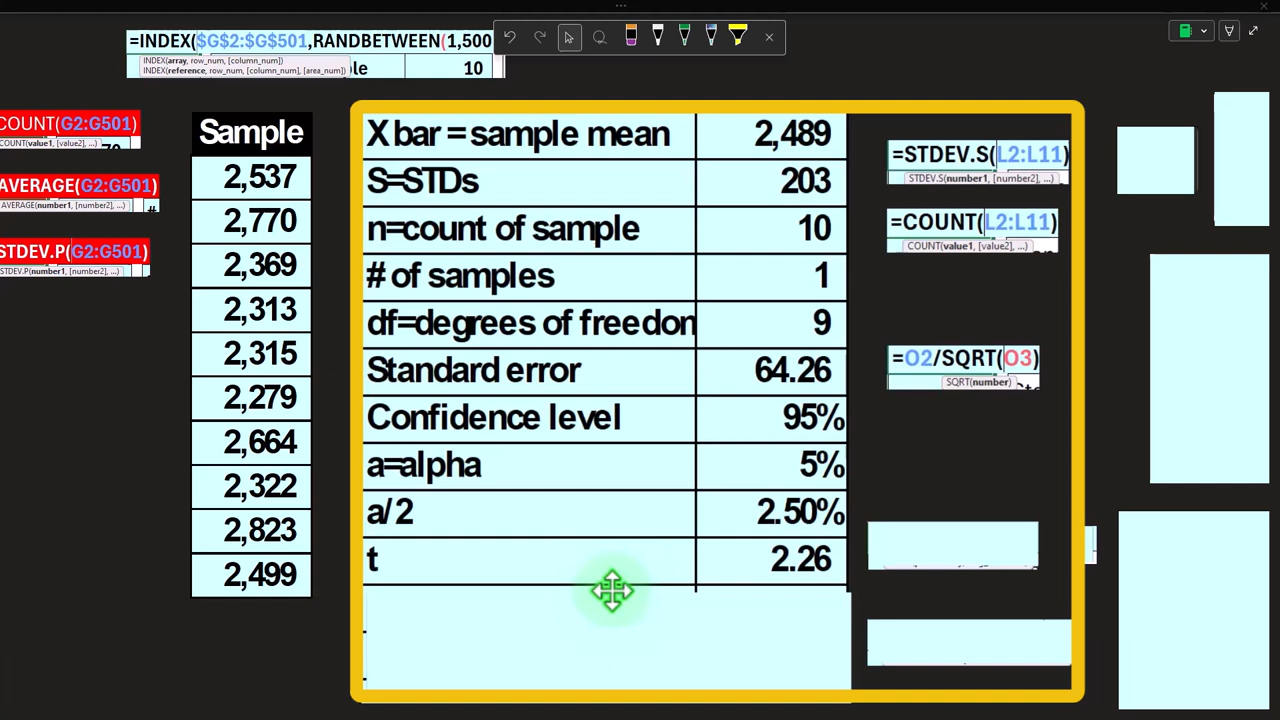 =INDEX($G$2:$G$501,RANDBETWEEN(1,500
INDEX(array, row_num, [column_num])
INDEX(reference, row_num, [column_num], [area_num])
10
COUNT(G2:G501)
COUNT(value1, [value2], ...)
AVERAGE(G2:G501)
AVERAGE(number1, [number2], ...)
#
STDEV.P(G2:G501)
STDEV.P(number1, [number2], ...)
Sample
2,537
2,770
2,369
2,313
2,315
2,279
2,664
2,322
2,823
2,499
X bar = sample mean 2,489
S=STDs 203
n=count of sample 10
# of samples 1
df=degrees of freedom 9
Standard error 64.26
Confidence level 95%
a=alpha 5%
a/2 2.50%
t 2.26
=STDEV.S(L2:L11)
STDEV.S(number1, [number2], ...)
=COUNT(L2:L11)
COUNT(value1, [value2], ...)
=O2/SQRT(O3)
SQRT(number)